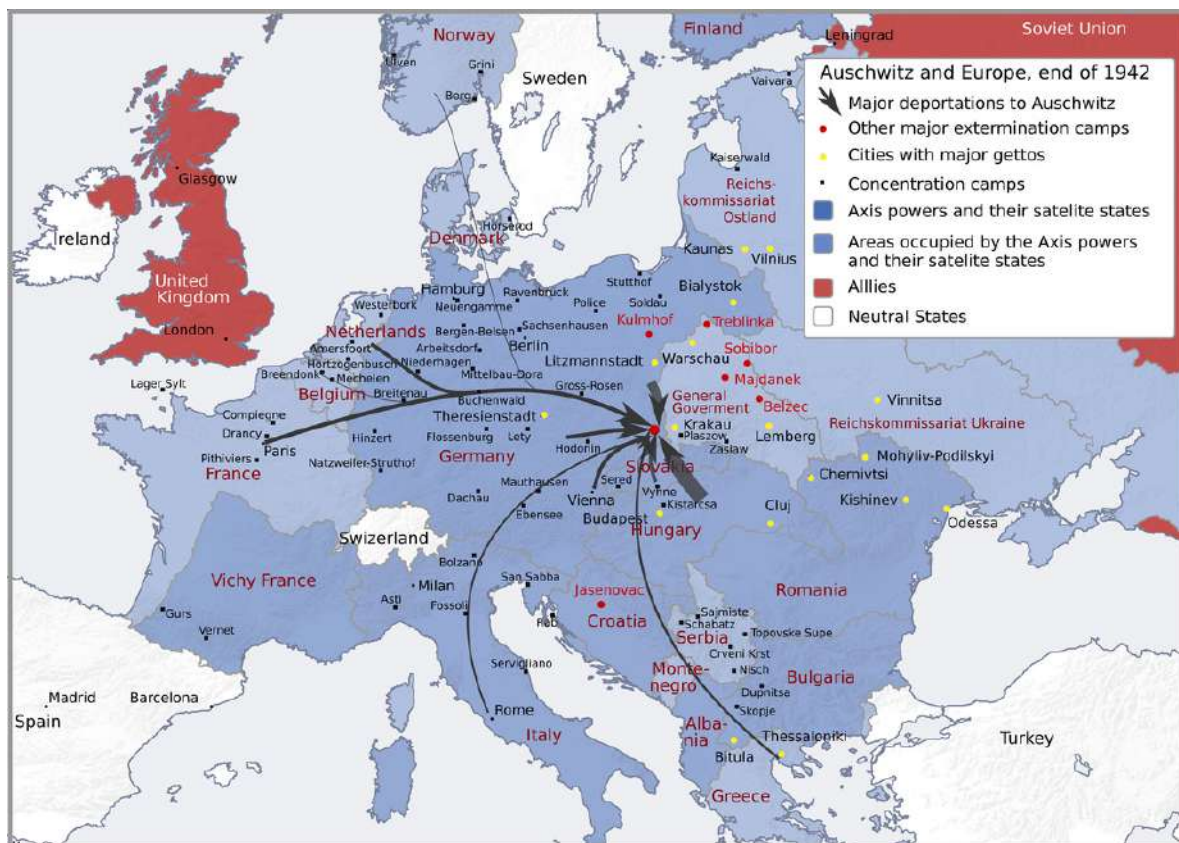 Norway
Finland
Soviet Union
Leningrad
Ulven
Grini
Sweden
Borg
Vaivara
Auschwitz and Europe, end of 1942
Major deportations to Auschwitz
Other major extermination camps
Cities with major gettos
Concentration camps
Axis powers and their satelite states
Areas occupied by the Axis powers
and their satelite states
Alllies
Neutral States
Glasgow
Kaiserwald
Reichs-
kommissariat
Ostland
Ireland
Horserod
Denmark
Kaunas
Vilnius
United
Kingdom
London
Stutthof
Bialystok
Hamburg
Neuengamme
Ravenbrück
Police
Soldau
Westerbork
Netherlands
Kulmhof
Treblinka
Bergen-Belsen
Sachsenhausen
Berlin
Amersfoort
Arbeitsdorf
Litzmannstadt
Warschau
Sobibor
Hortzogenbusch
Niederhagen
Breendonk
Mechelen
Mittelbau-Dora
Majdanek
Lager Sylt
Belgium
Breitenau
Buchenwald
Gross-Rosen
General
Goverment
Belzec
Vinnitsa
Compiegne
Theresienstadt
Krakau
Reichskommissariat Ukraine
Drancy
Paris
Hinzert
Flossenburg
Lety
Plaszow
Lemberg
Hodonin
Zaslaw
Pithiviers
France
Natzweiler-Struthof
Germany
Slovakia
Mohyliv-Podilskyi
Chernivtsi
Mauthausen
Sered
Dachau
Vienna
Vyhne
Kistarcsa
Kishinev
Ebensee
Budapest
Hungary
Cluj
Odessa
Swizerland
Bolzano
Vichy France
Milan
San Sabba
Jasenovac
Romania
Asti
Fossoli
Croatia
Rab
Gurs
Sajmiste
Schabatz
Vernet
Serbia
Topovske Supe
Crveni Krst
Servigliano
Monte-
negro
Nisch
Bulgaria
Madrid
Barcelona
Dupnitse
Spain
Rome
Skopje
Italy
Alba-
nia
Thessaloniki
Turkey
Bitula
Greece